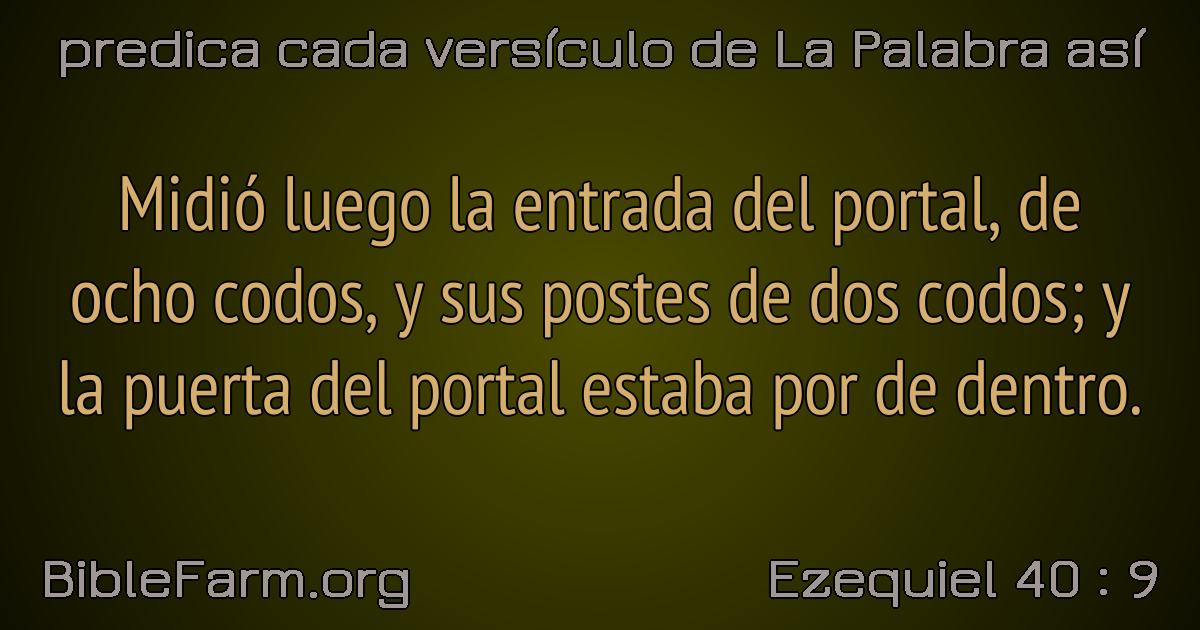 predica cada versículo de La Palabra así
Midió luego la entrada del portal, de
ocho codos, y sus postes de dos codos; y
la puerta del portal estaba por de dentro.
BibleFarm.org
Ezequiel 40 : 9